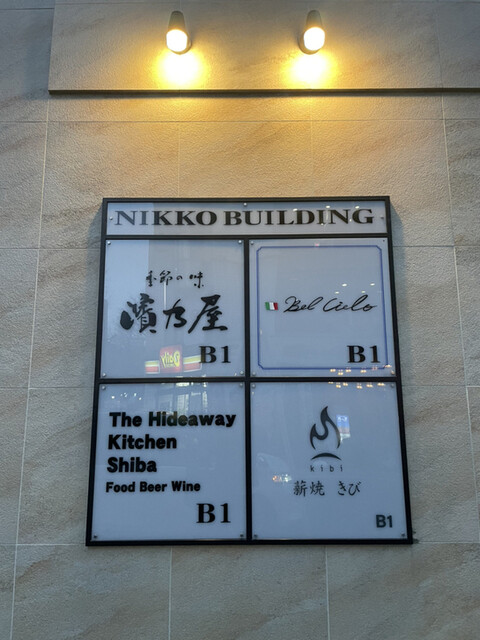 NIKKO BUILDING
季節の味
濱乃屋
B1
Bel Cielo
B1
The Hideaway
Kitchen
Shiba
Food Beer Wine
B1
kibi
薪焼 きび
B1